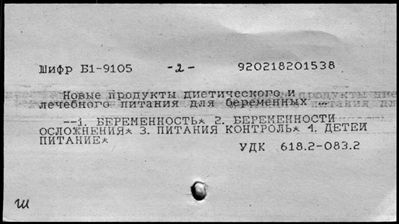 Шифр Б1-9105 -2- 920218201538
Новые продукты диетического и
лечебного питания для беременных
--1. БЕРЕМЕННОСТЬ* 2. БЕРЕМЕННОСТИ
ОСЛОЖНЕНИЯ* 3. ПИТАНИЯ КОНТРОЛЬ* 4. ДЕТЕЙ
ПИТАНИЕ*
УДК 618.2-083.2
ш